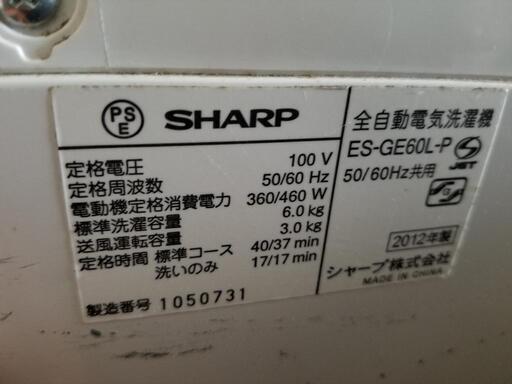 PS
E
SHARP
全自動電気洗濯機
ES-GE60L-P
JET
50/60Hz共用
定格電圧 100 V
定格周波数 50/60 Hz
電動機定格消費電力 360/460 W
標準洗濯容量 6.0 kg
送風運転容量 3.0 kg
定格時間 標準コース 40/37 min
洗いのみ 17/17 min
2012年製
シャープ株式会社
MADE IN CHINA
製造番号 1050731